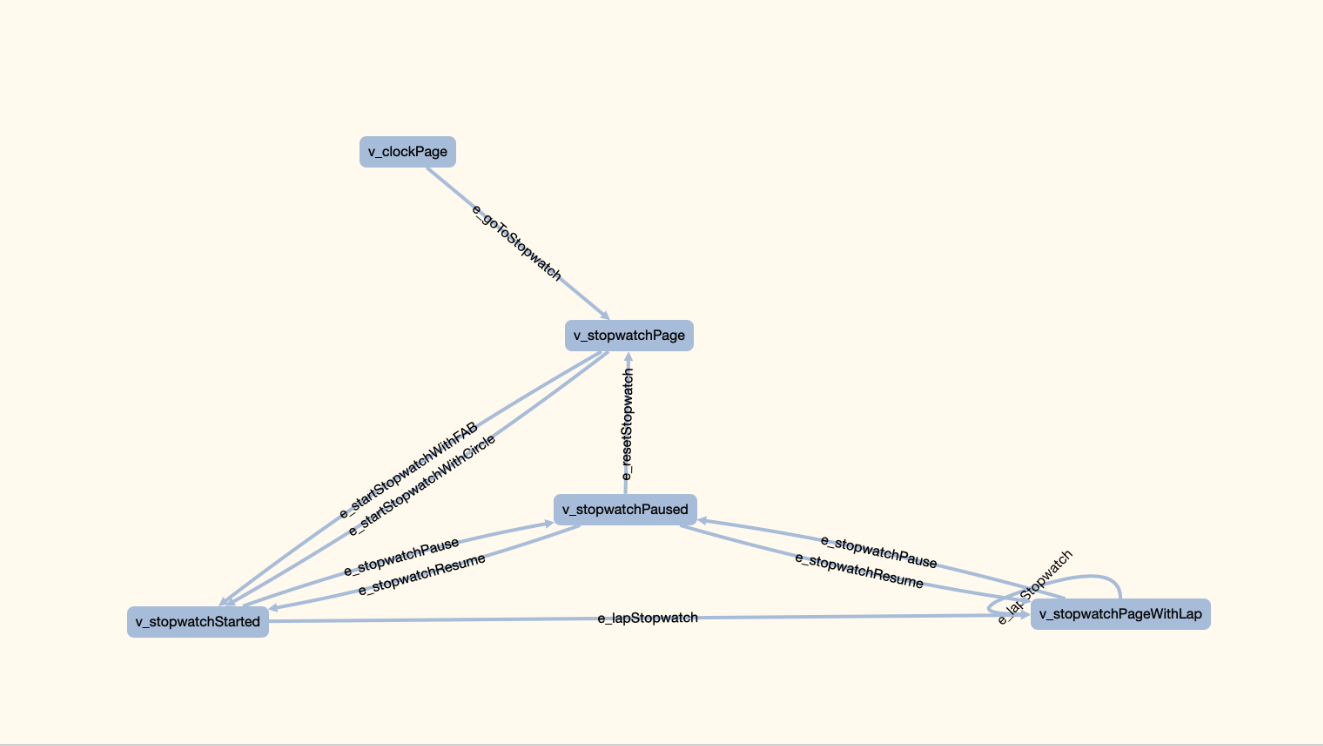 v_clockPage
e_goToStopwatch
v_stopwatchPage
e_resetStopwatch
e_startStopwatchWithFAB
e_startStopwatchWithCircle
v_stopwatchPaused
e_stopwatchPause
e_stopwatchResume
e_stopwatchPause
e_stopwatchResume
e_lapStopwatch
v_stopwatchStarted
e_lapStopwatch
v_stopwatchPageWithLap